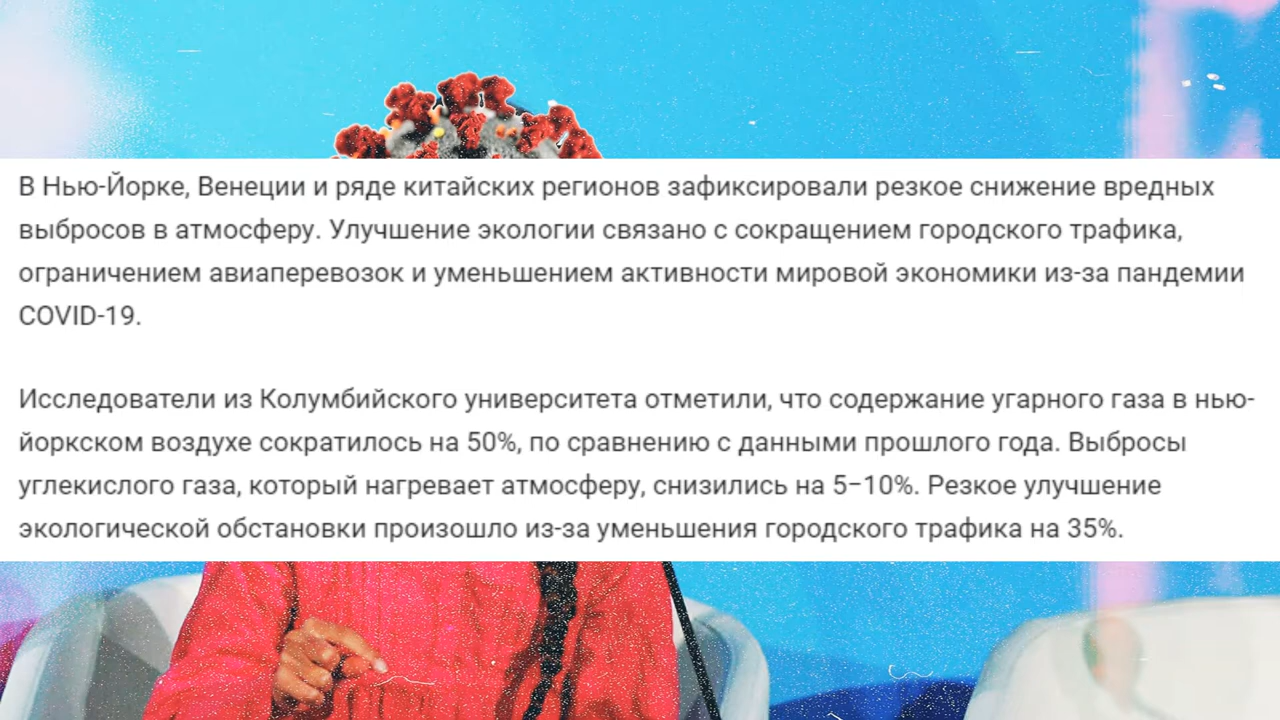 В Нью-Йорке, Венеции и ряде китайских регионов зафиксировали резкое снижение вредных
выбросов в атмосферу. Улучшение экологии связано с сокращением городского трафика,
ограничением авиаперевозок и уменьшением активности мировой экономики из-за пандемии
COVID-19.
Исследователи из Колумбийского университета отметили, что содержание угарного газа в нью-
йоркском воздухе сократилось на 50%, по сравнению с данными прошлого года. Выбросы
углекислого газа, который нагревает атмосферу, снизились на 5–10%. Резкое улучшение
экологической обстановки произошло из-за уменьшения городского трафика на 35%.